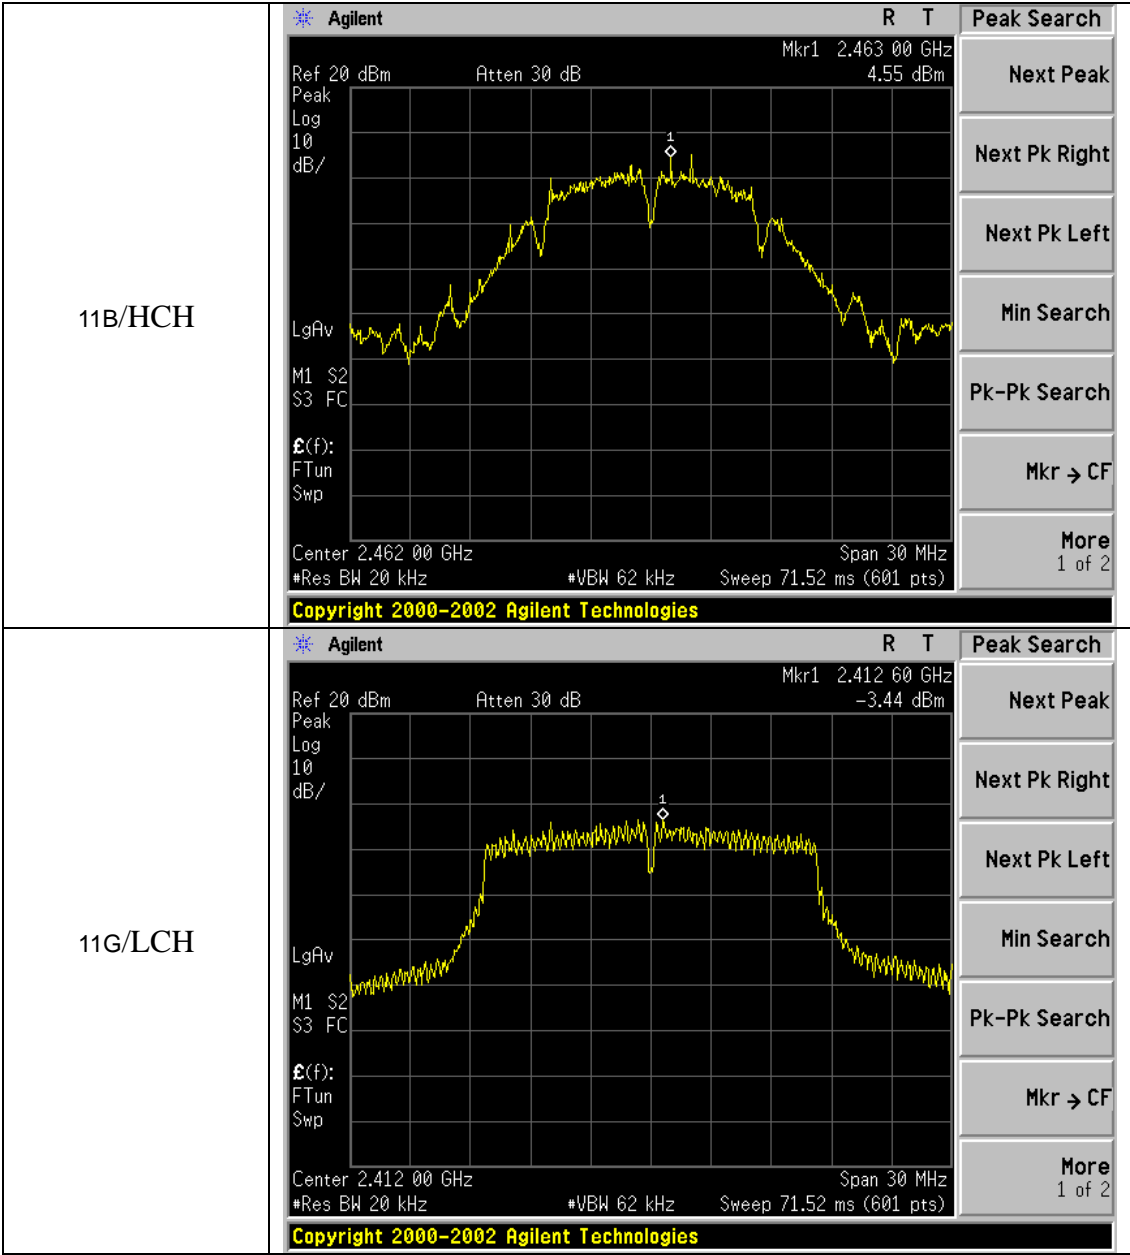 11B/HCH
Agilent R T Peak Search
Mkr1 2.463 00 GHz
Ref 20 dBm Atten 30 dB 4.55 dBm
Next Peak
Peak
Log
10
dB/
1
Next Pk Right
Next Pk Left
LgAv
Min Search
M1 S2
S3 FC
Pk-Pk Search
£(f):
FTun
Swp
Mkr → CF
Center 2.462 00 GHz Span 30 MHz
#Res BW 20 kHz #VBW 62 kHz Sweep 71.52 ms (601 pts)
More
1 of 2
Copyright 2000-2002 Agilent Technologies
11G/LCH
Agilent R T Peak Search
Mkr1 2.412 60 GHz
Ref 20 dBm Atten 30 dB -3.44 dBm
Next Peak
Peak
Log
10
dB/
1
Next Pk Right
Next Pk Left
LgAv
Min Search
M1 S2
S3 FC
Pk-Pk Search
£(f):
FTun
Swp
Mkr → CF
Center 2.412 00 GHz Span 30 MHz
#Res BW 20 kHz #VBW 62 kHz Sweep 71.52 ms (601 pts)
More
1 of 2
Copyright 2000-2002 Agilent Technologies